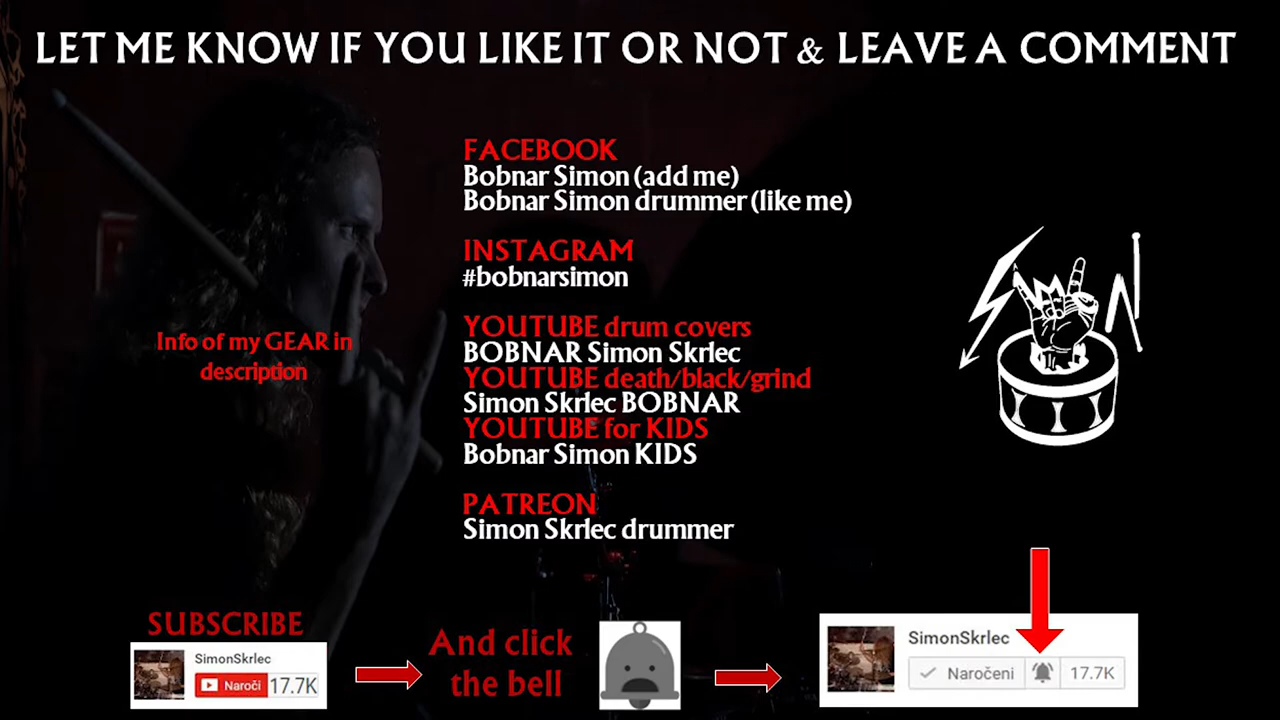 LET ME KNOW IF YOU LIKE IT OR NOT & LEAVE A COMMENT
FACEBOOK
Bobnar Simon (add me)
Bobnar Simon drummer (like me)
INSTAGRAM
#bobnarsimon
Info of my GEAR in
description
YOUTUBE drum covers
BOBNAR Simon Skrlec
YOUTUBE death/black/grind
Simon Skrlec BOBNAR
YOUTUBE for KIDS
Bobnar Simon KIDS
PATREON
Simon Skrlec drummer
SIMON
SUBSCRIBE
SimonSkrlec
Naroči 17.7K
And click
the bell
SimonSkrlec
Naročeni 17.7K